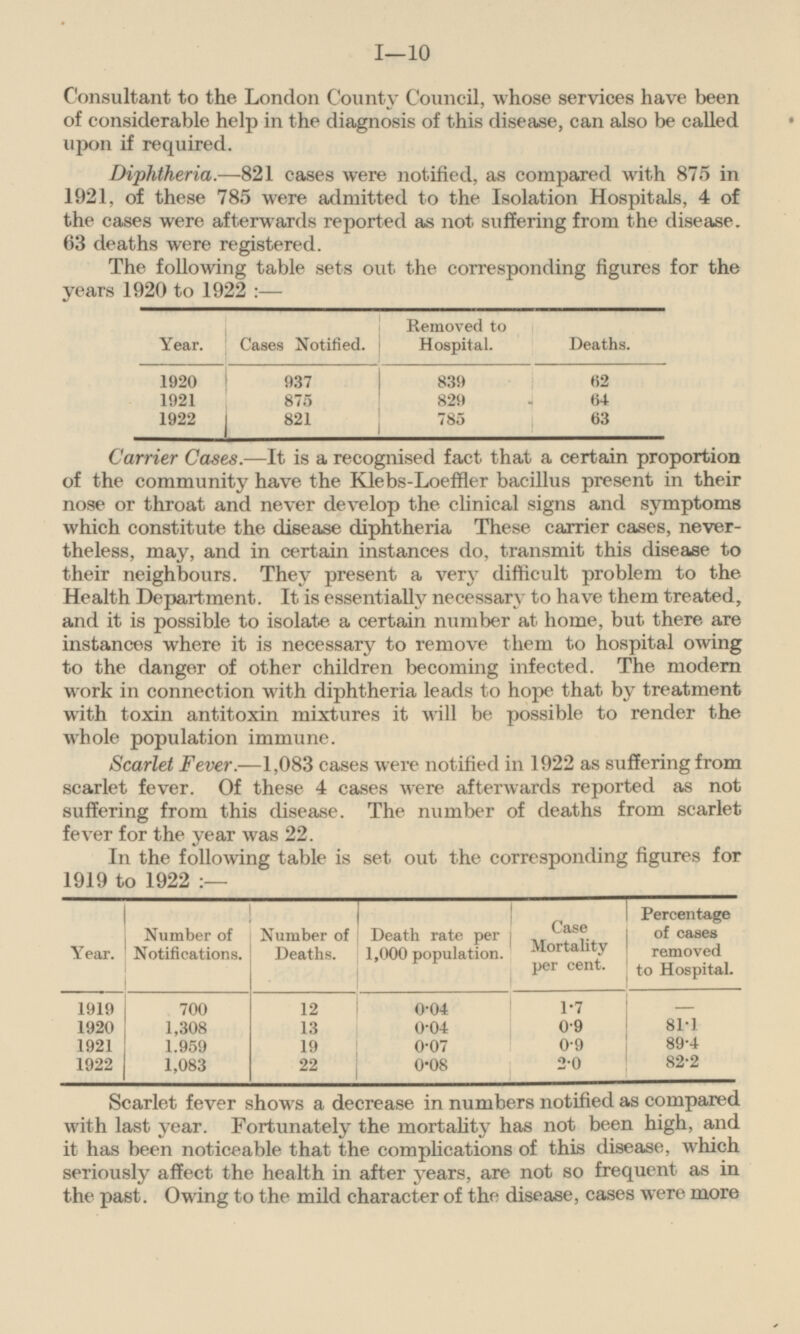 I—10
Consultant to the London County Council, whose services have been
of considerable help in the diagnosis of this disease, can also be called
upon if required.
Diphtheria.—821 cases were notified, as compared with 875 in
1921, of these 785 were admitted to the Isolation Hospitals, 4 of
the cases were afterwards reported as not suffering from the disease.
63 deaths were registered.
The following table sets out the corresponding figures for the
years 1920 to 1922 :—
Year. Cases Notified. Removed to Hospital. Deaths.
1920 937 839 62
1921 875 829 64
1922 821 785 63
Carrier Cases.—It is a recognised fact that a certain proportion
of the community have the Klebs-Loeffler bacillus present in their
nose or throat and never develop the clinical signs and symptoms
which constitute the disease diphtheria These carrier cases, never-
theless, may, and in certain instances do, transmit this disease to
their neighbours. They present a very difficult problem to the
Health Department. It is essentially necessary to have them treated,
and it is possible to isolate a certain number at home, but there are
instances where it is necessary to remove them to hospital owing
to the danger of other children becoming infected. The modern
work in connection with diphtheria leads to hope that by treatment
with toxin antitoxin mixtures it will be possible to render the
whole population immune.
Scarlet Fever.—1,083 cases were notified in 1922 as suffering from
scarlet fever. Of these 4 cases were afterwards reported as not
suffering from this disease. The number of deaths from scarlet
fever for the year was 22.
In the following table is set out the corresponding figures for
1919 to 1922 :—
Year. Number of Notifications. Number of Deaths. Death rate per 1,000 population. Case Mortality per cent. Percentage of cases removed to Hospital.
1919 700 12 0·04 1·7 —
1920 1,308 13 0·04 0·9 81·1
1921 1.959 19 0·07 0·9 89·4
1922 1,083 22 0·08 2·0 82·2
Scarlet fever shows a decrease in numbers notified as compared
with last year. Fortunately the mortality has not been high, and
it has been noticeable that the complications of this disease, which
seriously affect the health in after years, are not so frequent as in
the past. Owing to the mild character of the disease, cases were more